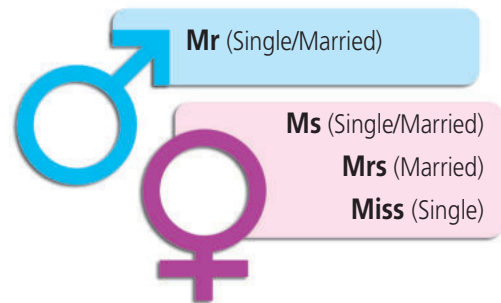 Mr (Single/Married)
Ms (Single/Married)
Mrs (Married)
Miss (Single)